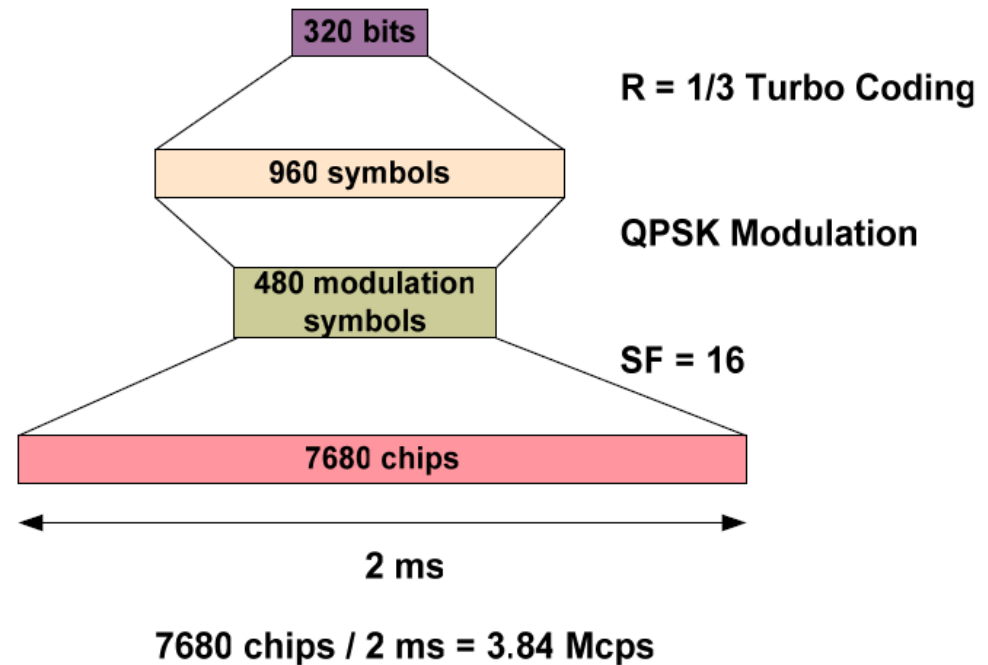 320 bits
R = 1/3 Turbo Coding
960 symbols
QPSK Modulation
480 modulation
symbols
SF = 16
7680 chips
2 ms
7680 chips / 2 ms = 3.84 Mcps